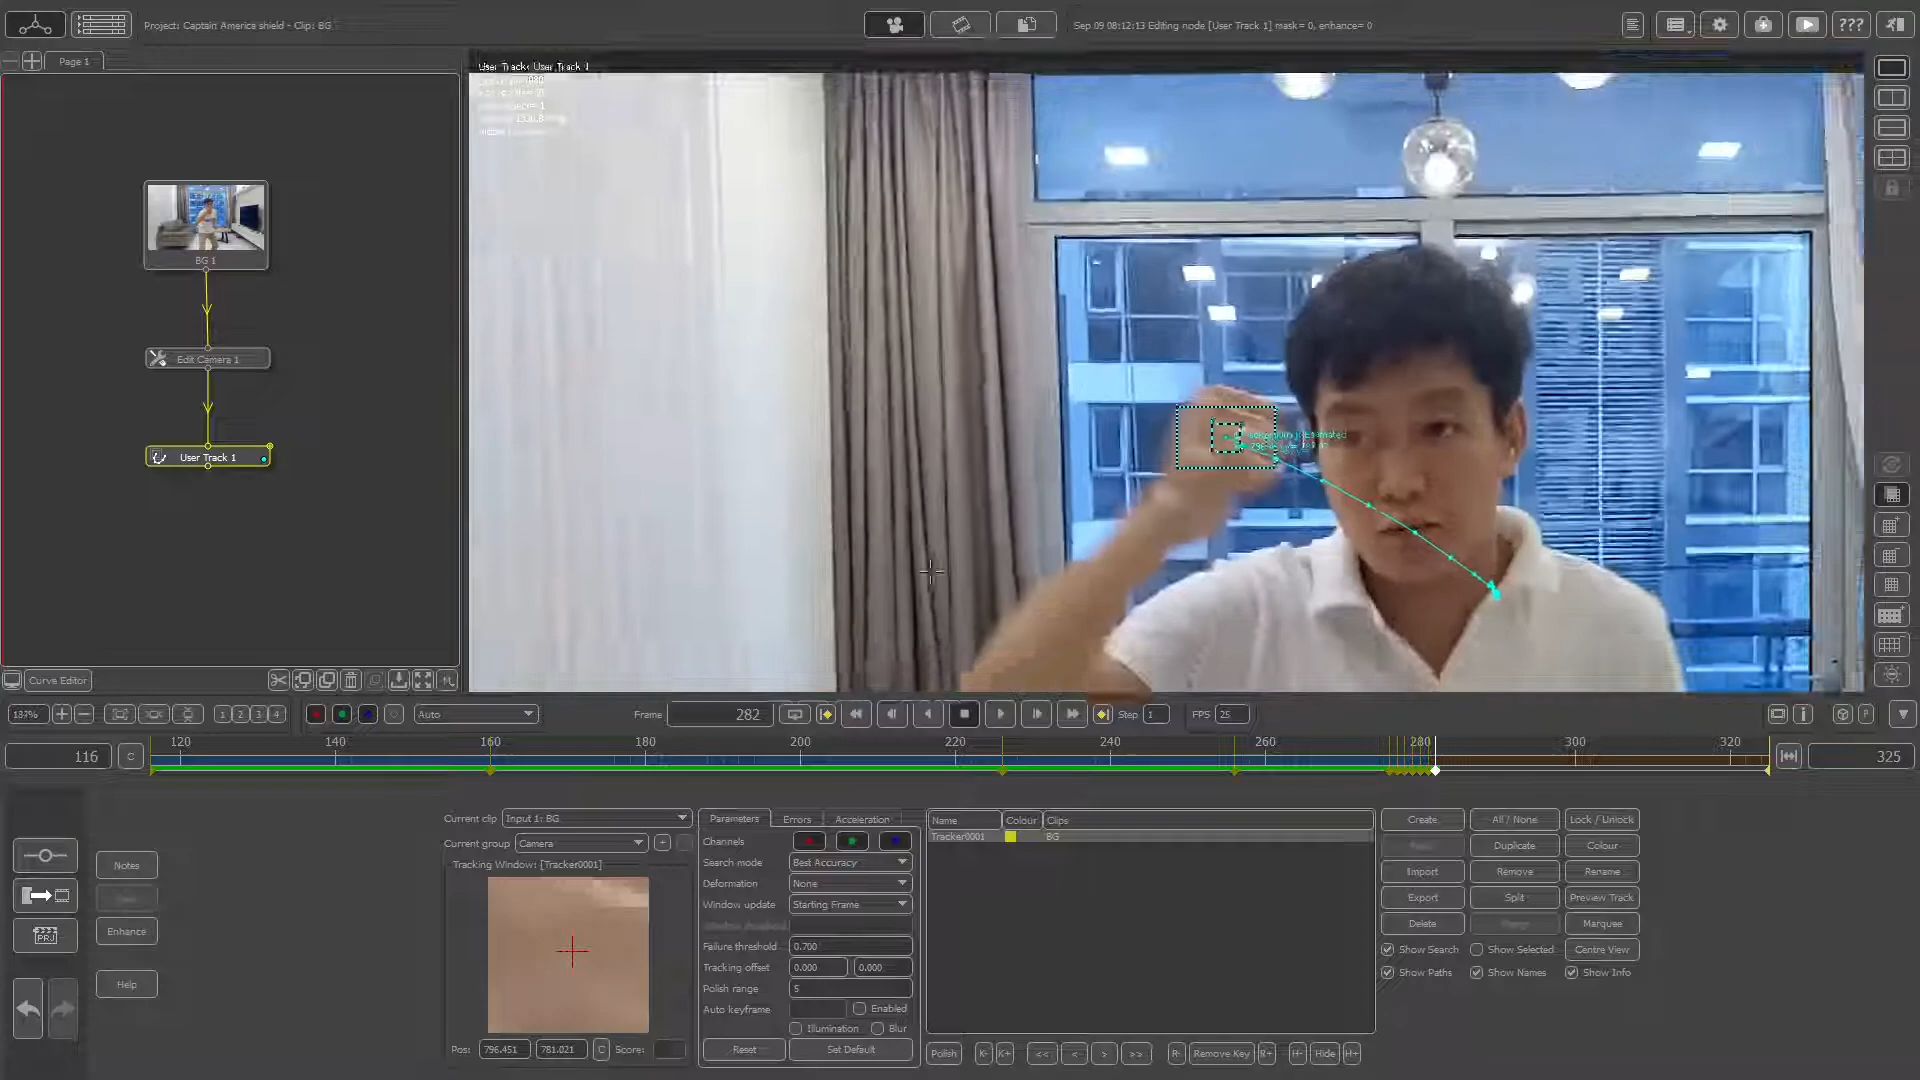 Project: Captain America shield - Clip: BG
Sep 09 08:12:13 Editing node [User Track 1] mask= 0, enhance= 0
???
Page 1
User Track: User Track 1
BG 1
Edit Camera 1
User Track 1
Curve Editor
137%
1 2 3 4
Auto
Frame 282
Step 1
FPS 25
P
116
C
120 140 160 180 200 220 240 260 280 300 320
325
Current clip Input 1: BG
Current group Camera
Tracking Window: [Tracker0001]
Pos: 796.451 781.021 C Score:
Notes
Enhance
Help
PRJ
Parameters Errors Acceleration
Channels
Search mode Best Accuracy
Deformation None
Window update Starting Frame
Failure threshold 0.700
Tracking offset 0.000 0.000
Polish range 5
Auto keyframe Enabled
Illumination Blur
Reset Set Default
Name Colour Clips
Tracker0001 BG
Polish K- K+ << < > >> R- Remove Key R+ H- Hide H+
Create All / None Lock / Unlock
Duplicate Colour
Import Remove Rename
Export Split Preview Track
Delete Marquee
Show Search Show Selected Centre View
Show Paths Show Names Show Info